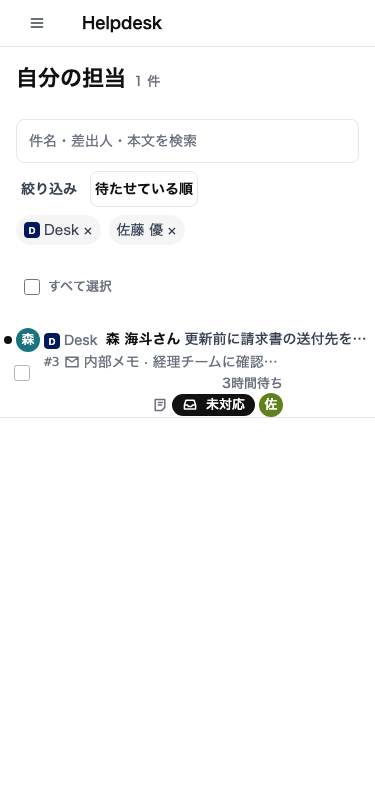 Helpdesk
自分の担当 1 件
件名・差出人・本文を検索
絞り込み 待たせている順
D Desk × 佐藤 優 ×
すべて選択
森 D Desk 森 海斗さん 更新前に請求書の送付先を…
#3 内部メモ · 経理チームに確認…
3時間待ち
未対応 佐